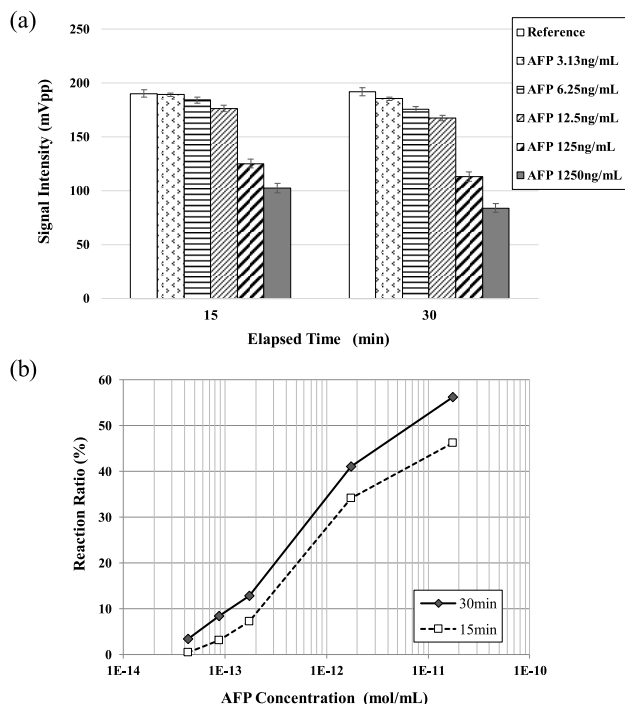 (a)
250
200
150
100
50
0
Signal Intensity (mVpp)
15
30
Elapsed Time (min)
Reference
AFP 3.13ng/mL
AFP 6.25ng/mL
AFP 12.5ng/mL
AFP 125ng/mL
AFP 1250ng/mL
(b)
60
50
40
30
20
10
0
Reaction Ratio (%)
30min
15min
1E-14
1E-13
1E-12
1E-11
1E-10
AFP Concentration (mol/mL)